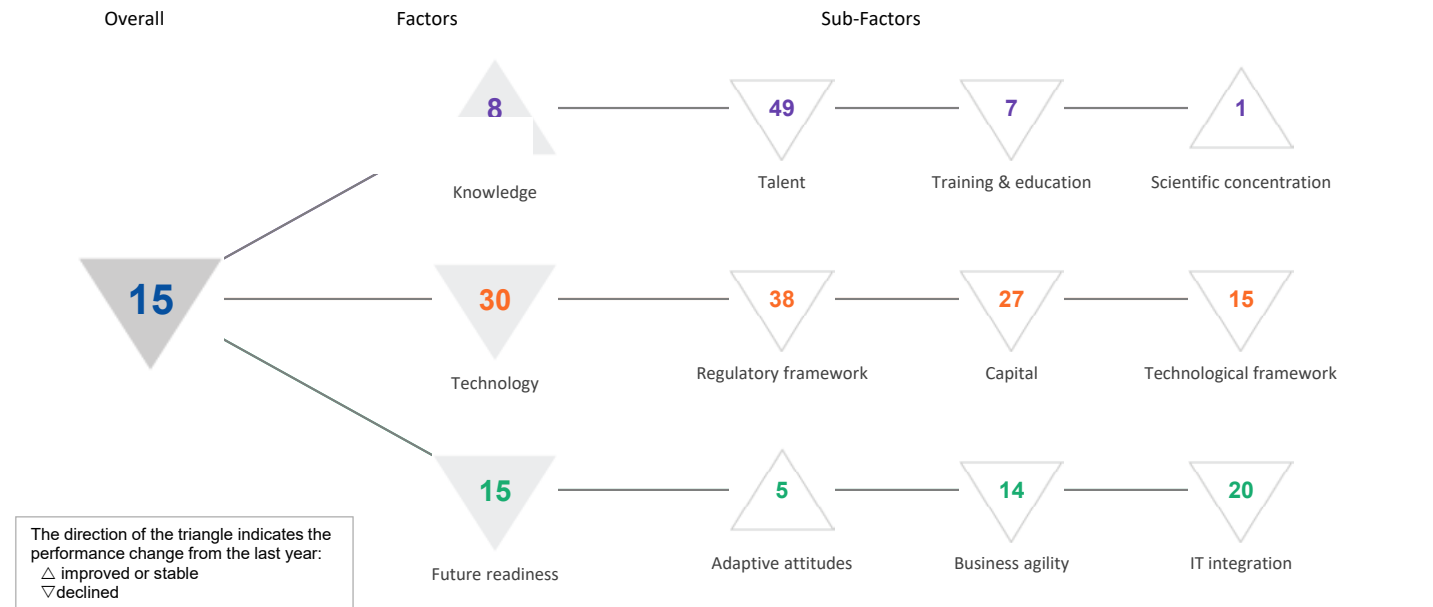 Overall Factors Sub-Factors
8 49 7 1
Knowledge Talent Training & education Scientific concentration
15 30 38 27 15
Technology Regulatory framework Capital Technological framework
15 5 14 20
Future readiness Adaptive attitudes Business agility IT integration
The direction of the triangle indicates the
performance change from the last year:
△ improved or stable
▽declined